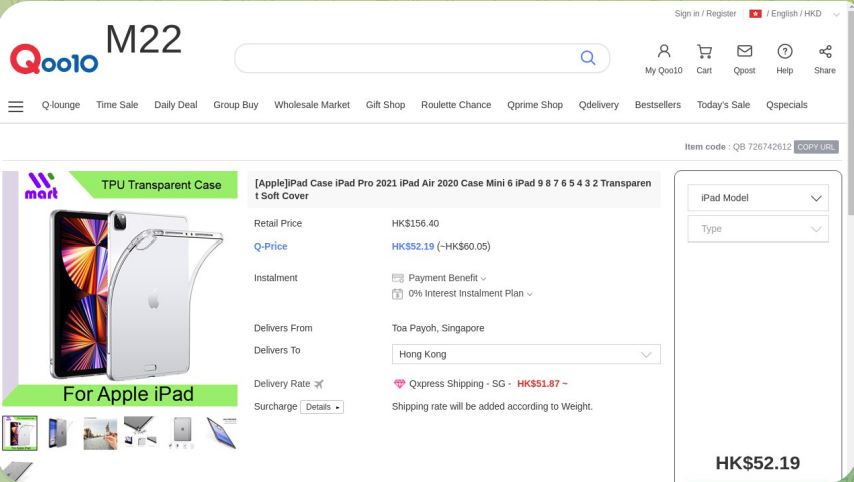 Sign in / Register / English / HKD
Qoo10 M22
My Qoo10 Cart Qpost Help Share
Q-lounge Time Sale Daily Deal Group Buy Wholesale Market Gift Shop Roulette Chance Qprime Shop Qdelivery Bestsellers Today's Sale Qspecials
Item code : QB 726742612 COPY URL
mart
TPU Transparent Case
For Apple iPad
[Apple]iPad Case iPad Pro 2021 iPad Air 2020 Case Mini 6 iPad 9 8 7 6 5 4 3 2 Transparen
t Soft Cover
Retail Price HK$156.40
Q-Price HK$52.19 (~HK$60.05)
Instalment Payment Benefit
0% Interest Instalment Plan
Delivers From Toa Payoh, Singapore
Delivers To Hong Kong
Delivery Rate Qxpress Shipping - SG - HK$51.87 ~
Surcharge Details Shipping rate will be added according to Weight.
iPad Model
Type
HK$52.19